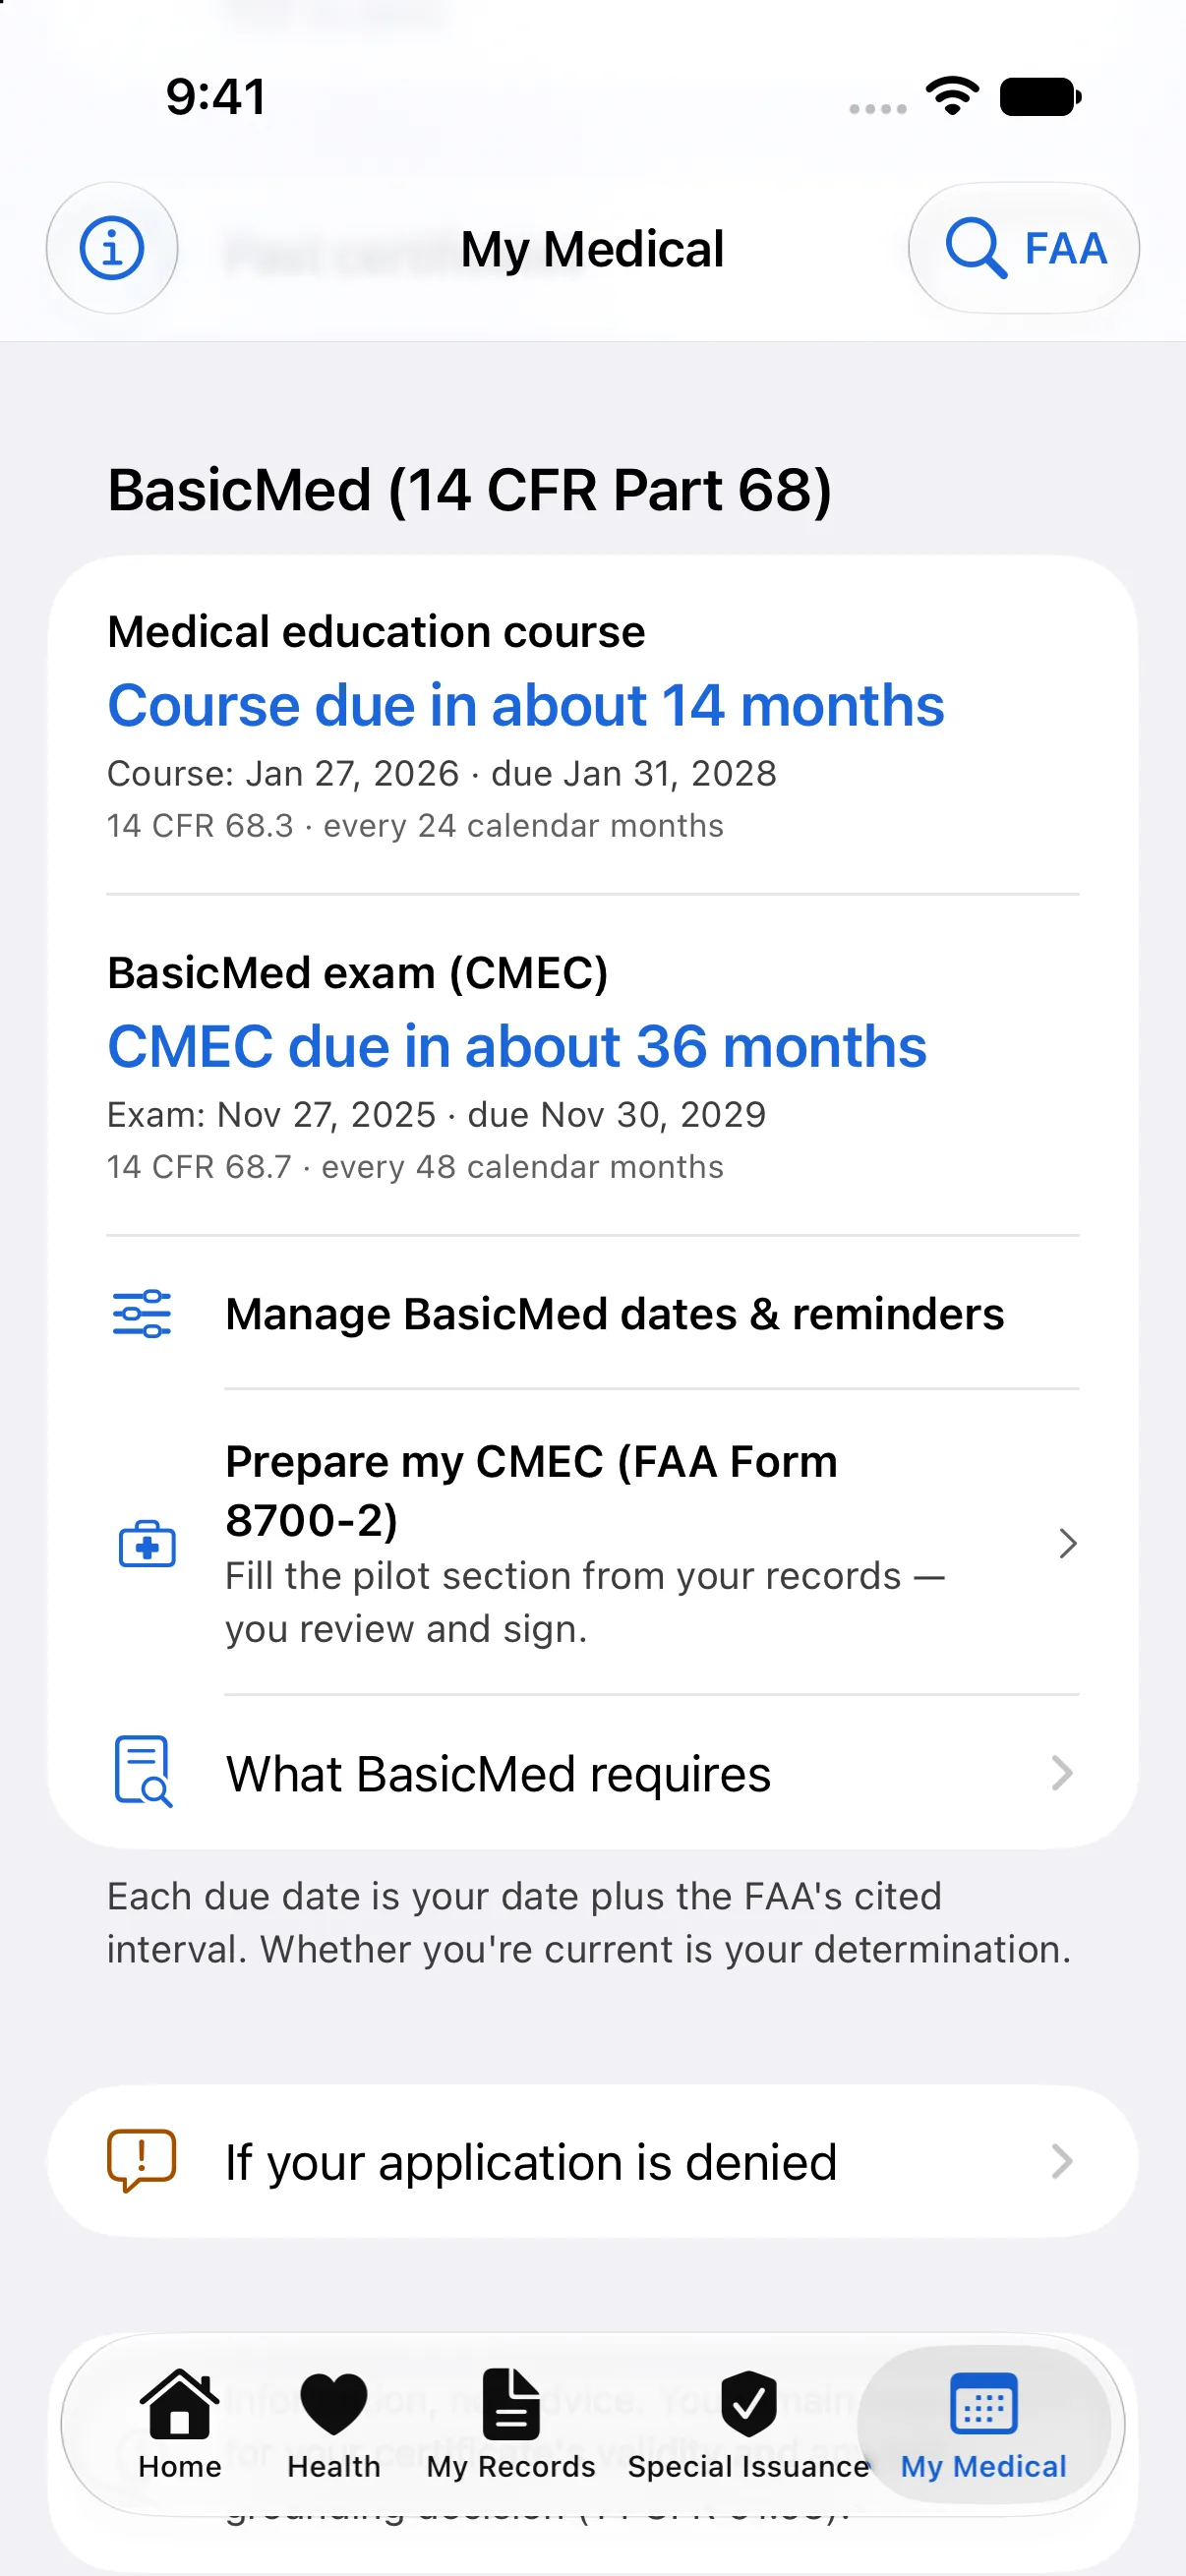 9:41
My Medical
FAA
BasicMed (14 CFR Part 68)
Medical education course
Course due in about 14 months
Course: Jan 27, 2026 · due Jan 31, 2028
14 CFR 68.3 · every 24 calendar months
BasicMed exam (CMEC)
CMEC due in about 36 months
Exam: Nov 27, 2025 · due Nov 30, 2029
14 CFR 68.7 · every 48 calendar months
Manage BasicMed dates & reminders
Prepare my CMEC (FAA Form
8700-2)
Fill the pilot section from your records —
you review and sign.
What BasicMed requires
Each due date is your date plus the FAA's cited
interval. Whether you're current is your determination.
If your application is denied
Home
Health
My Records
Special Issuance
My Medical